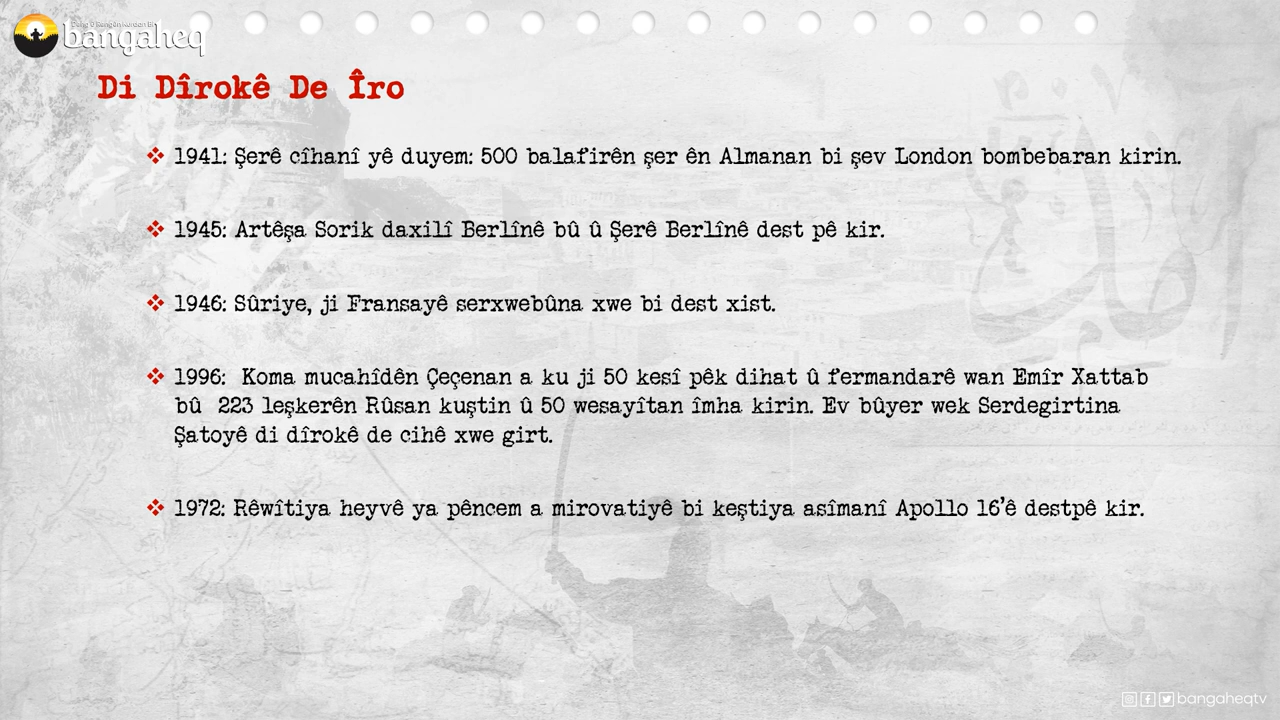 Deng û Bangên Kurdan Bi
bangaheq
Di Dîrokê De Îro
❖ 1941: Şerê cîhanî yê duyem: 500 balafirên şer ên Almanan bi şev London bombebaran kirin.
❖ 1945: Artêşa Sorik daxilî Berlînê bû û Şerê Berlînê dest pê kir.
❖ 1946: Sûriye, ji Fransayê serxwebûna xwe bi dest xist.
❖ 1996: Koma mucahîdên Çeçenan a ku ji 50 kesî pêk dihat û fermandarê wan Emîr Xattab
bû 223 leşkerên Rûsan kuştin û 50 wesayîtan îmha kirin. Ev bûyer wek Serdegirtina
Şatoyê di dîrokê de cihê xwe girt.
❖ 1972: Rêwîtiya heyvê ya pêncem a mirovatiyê bi keştiya asîmanî Apollo 16'ê destpê kir.
bangaheqtv